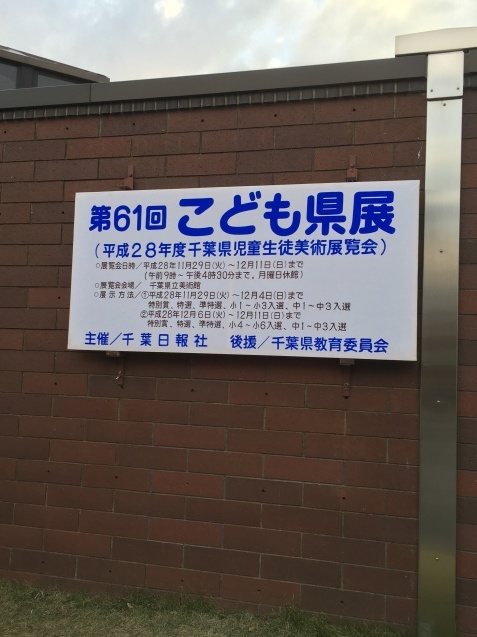 第61回 こども県展
(平成28年度千葉県児童生徒美術展覧会)
○展覧会日時／平成28年11月29日(火)～12月11日(日)まで
(午前9時～午後4時30分まで、月曜日休館)
○展覧会会場／ 千葉県立美術館
○展示方法／①平成28年11月29日(火)～12月4日(日)まで
特別賞、特選、準特選、小1～小3入選、中1～中3入選
②平成28年12月6日(火)～12月11日(日)まで
特別賞、特選、準特選、小4～小6入選、中1～中3入選
主催／千葉日報社 後援／千葉県教育委員会